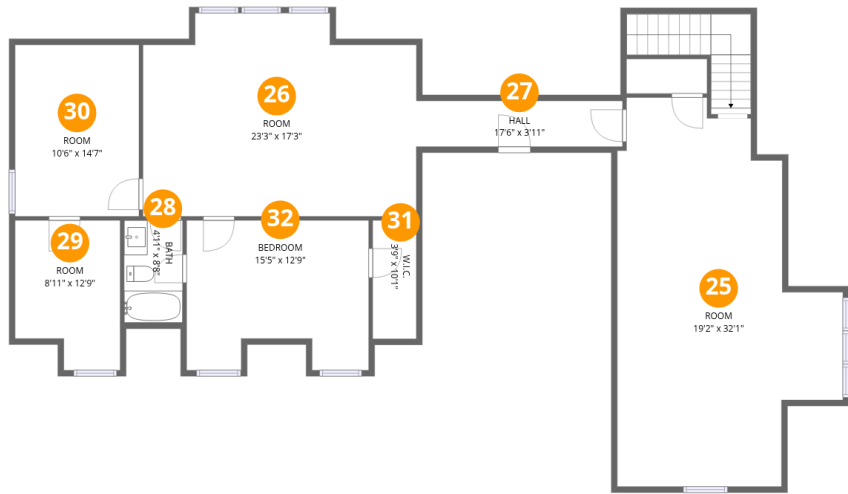 27
HALL
17'6" x 3'11"
26
ROOM
23'3" x 17'3"
30
ROOM
10'6" x 14'7"
28
BATH
4'11" x 8'8"
32
BEDROOM
15'5" x 12'9"
31
W.I.C.
3'9" x 10'1"
29
ROOM
8'11" x 12'9"
25
ROOM
19'2" x 32'1"